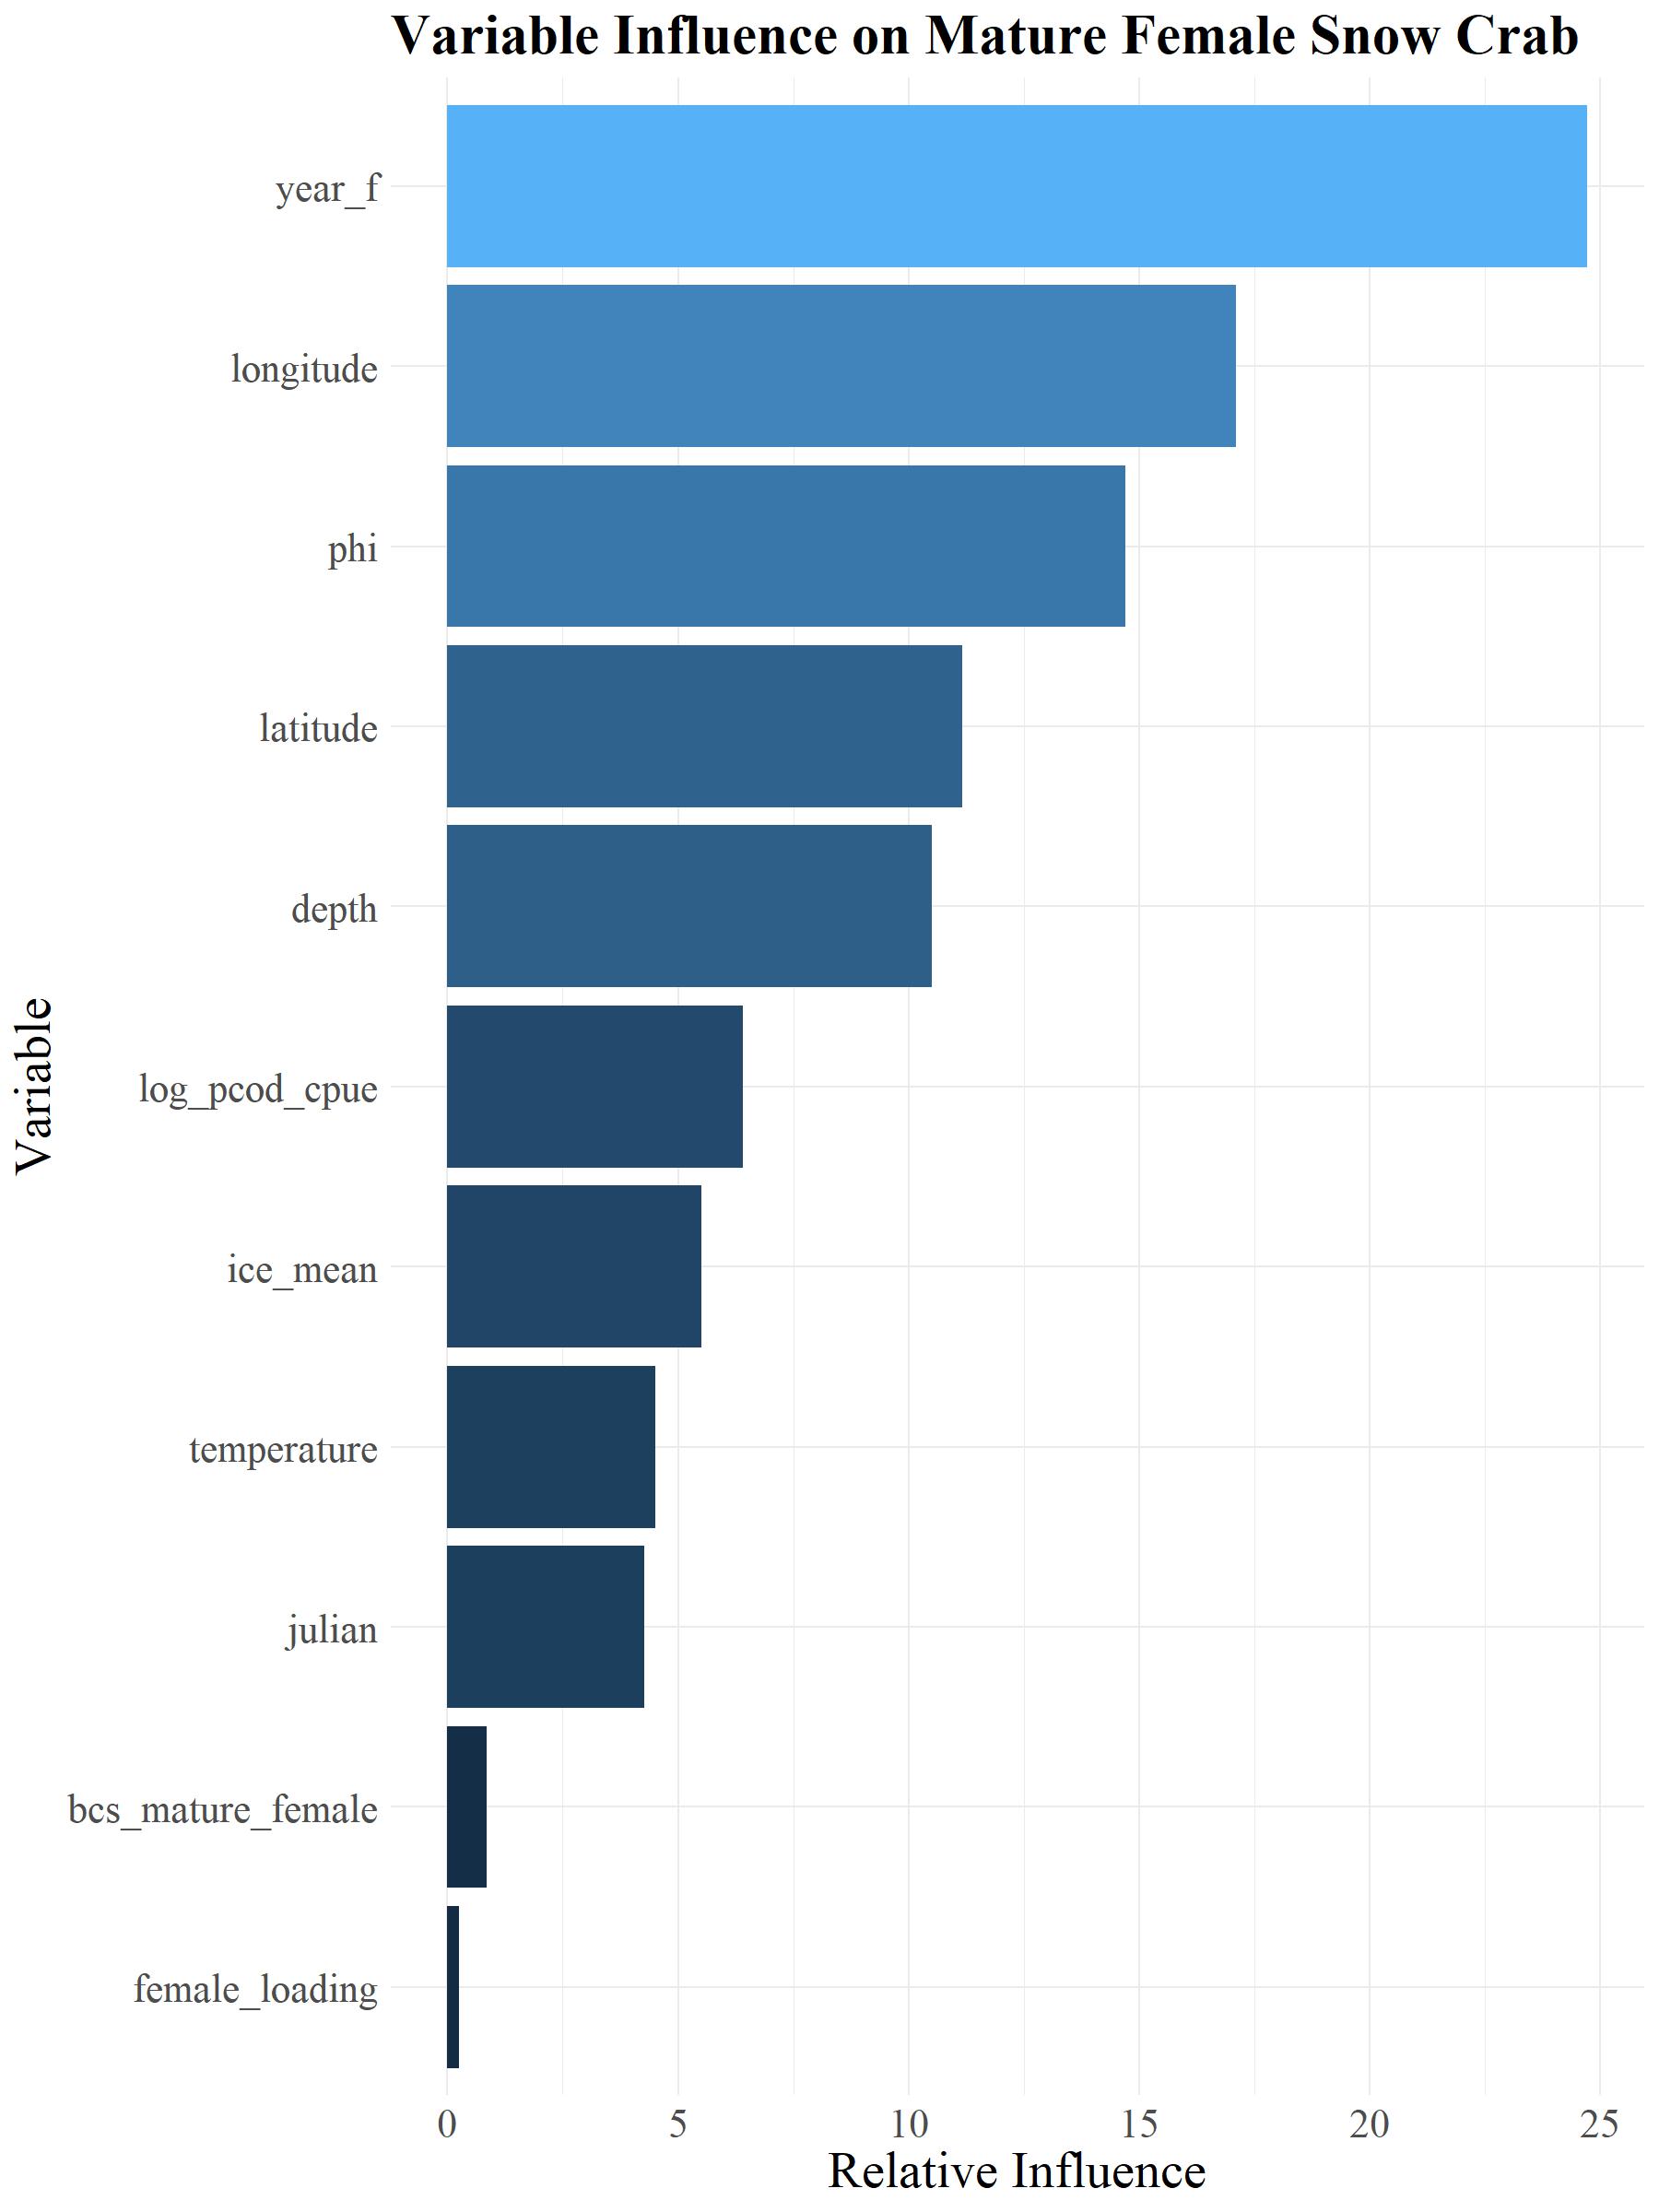 Variable Influence on Mature Female Snow Crab
year_f
longitude
phi
latitude
depth
log_pcod_cpue
ice_mean
temperature
julian
bcs_mature_female
female_loading
Variable
0 5 10 15 20 25
Relative Influence